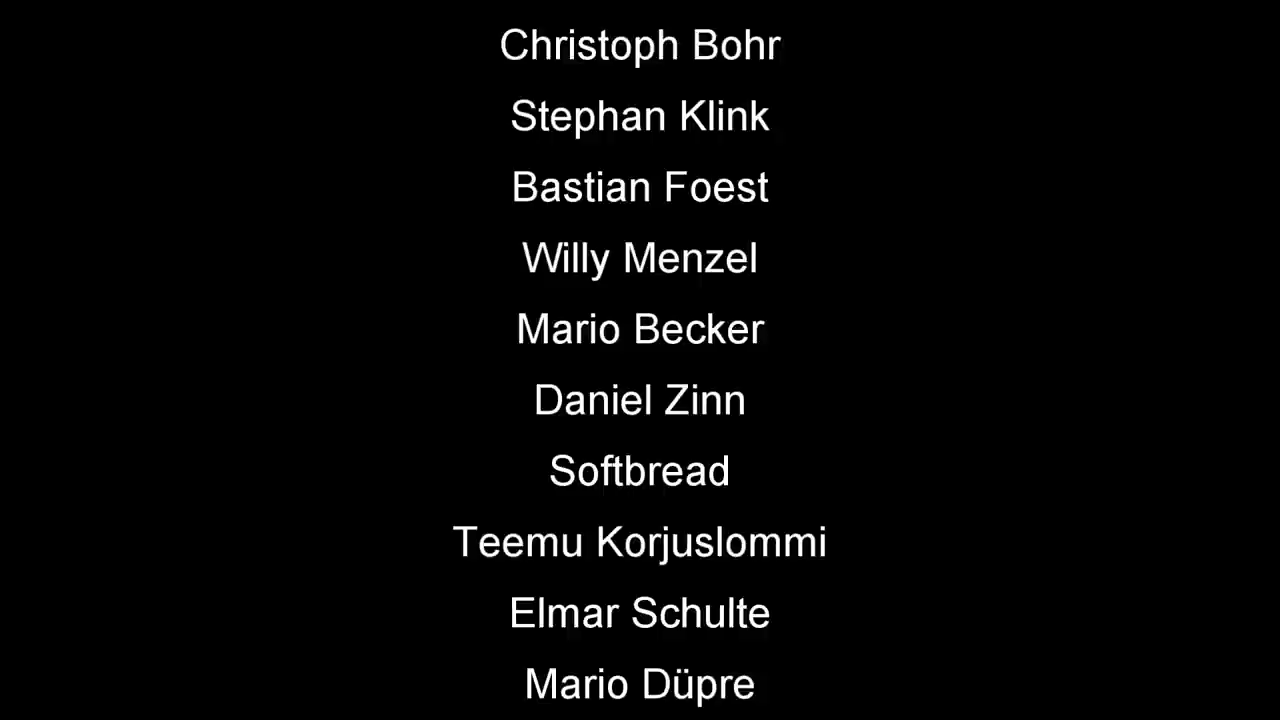 Christoph Bohr
Stephan Klink
Bastian Foest
Willy Menzel
Mario Becker
Daniel Zinn
Softbread
Teemu Korjuslommi
Elmar Schulte
Mario Düpre